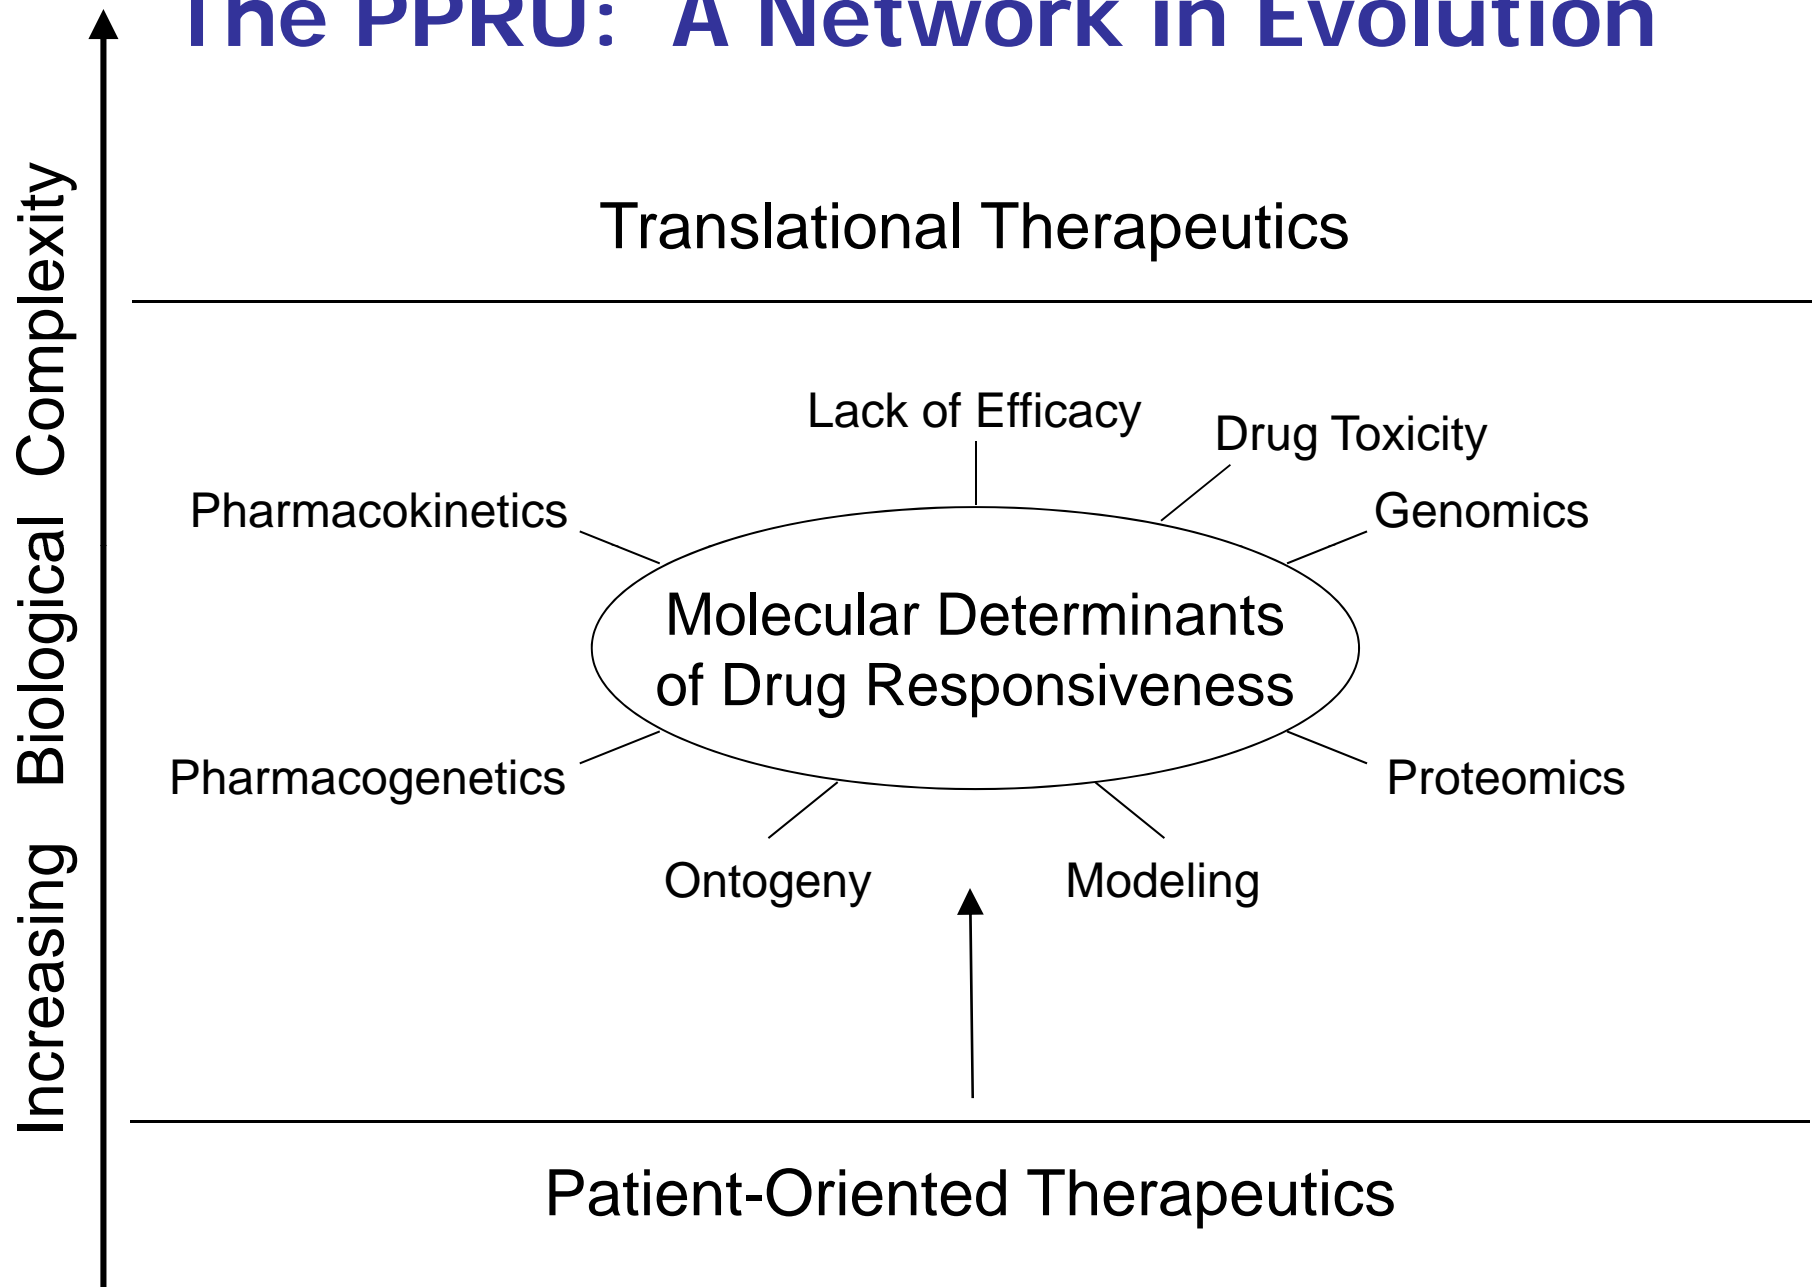 The PPRU: A Network in Evolution
Increasing Biological Complexity
Translational Therapeutics
Lack of Efficacy
Drug Toxicity
Pharmacokinetics
Genomics
Molecular Determinants
of Drug Responsiveness
Pharmacogenetics
Proteomics
Ontogeny
Modeling
Patient-Oriented Therapeutics